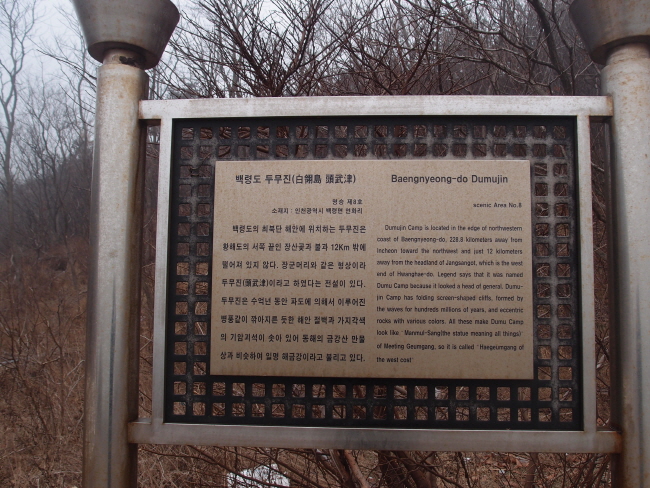 백령도 두무진(白翎島 頭武津)
명승 제8호
소재지 : 인천광역시 백령면 연화리
백령도의 최북단 해안에 위치하는 두무진은
황해도의 서쪽 끝인 장산곶과 불과 12Km 밖에
떨어져 있지 않다. 장군머리와 같은 형상이라
두무진(頭武津)이라고 하였다는 전설이 있다.
두무진은 수억년 동안 파도에 의해서 이루어진
병풍같이 깎아지른 듯한 해안 절벽과 가지각색
의 기암괴석이 솟아 있어 동해의 금강산 만물
상과 비슷하여 일명 해금강이라고 불리고 있다.
Baengnyeong-do Dumujin
scenic Area No.8
Dumujin Camp is located in the edge of northwestern
coast of Baengnyeong-do, 228.8 kilometers away from
Incheon toward the northwest and just 12 kilometers
away from the headland of Jangsangot, which is the west
end of Hwanghae-do. Legend says that it was named
Dumu Camp because it looked a head of general. Dumu-
jin Camp has folding screen-shaped cliffs, formed by
the waves for hundreds millions of years, and eccentric
rocks with various colors. All these make Dumu Camp
look like 'Manmul-Sang(the statue meaning all things)'
of Meeting Geumgang, so it is called 'Haegeumgang of
the west cost'